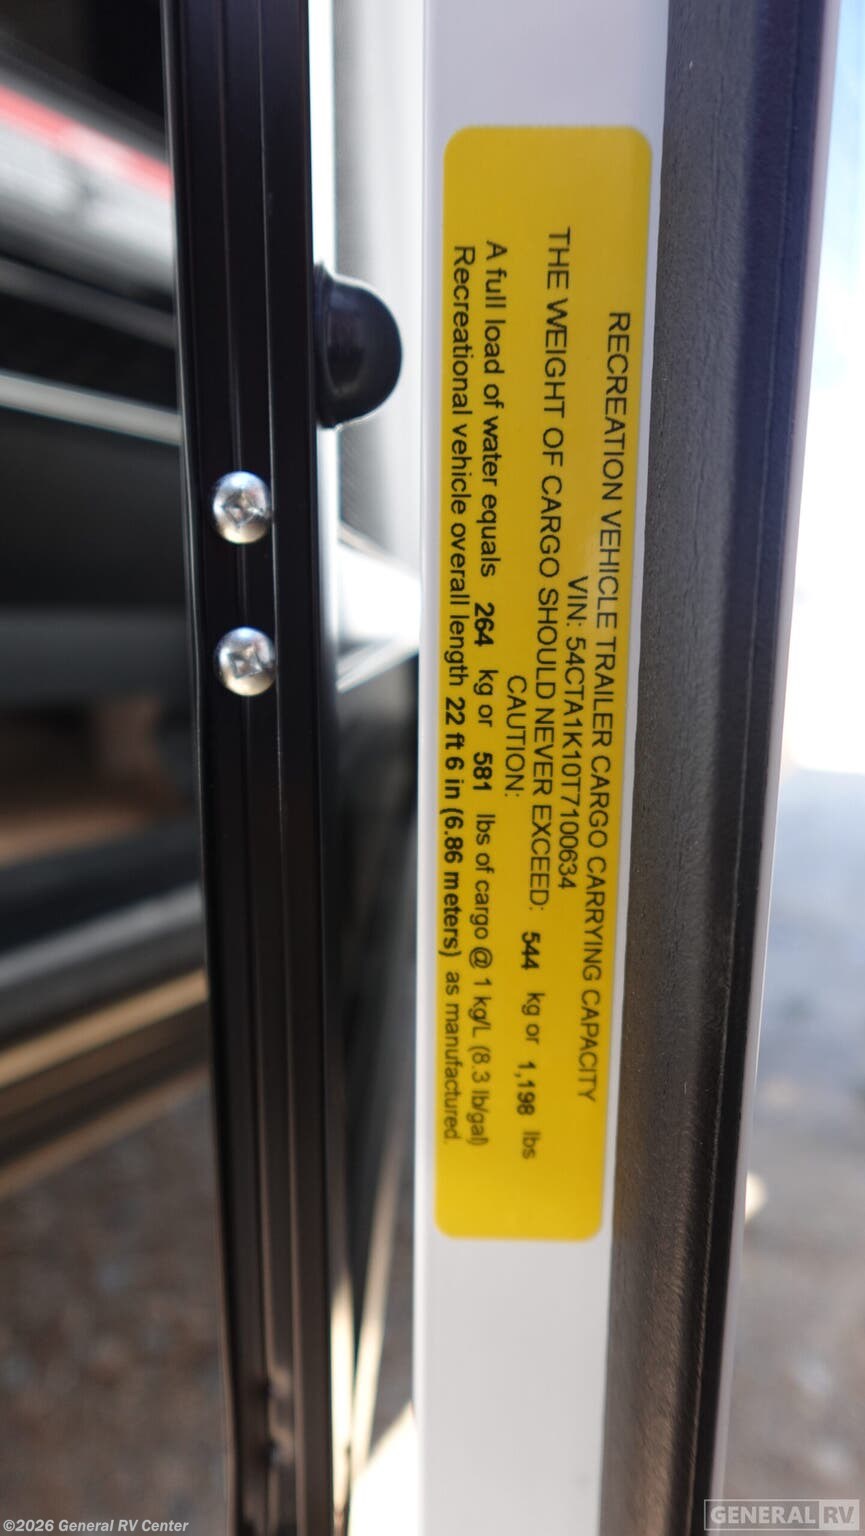 RECREATION VEHICLE TRAILER CARGO CARRYING CAPACITY
VIN: 54CTA1K10T7100634
THE WEIGHT OF CARGO SHOULD NEVER EXCEED: 544 kg or 1,198 lbs
CAUTION:
A full load of water equals 264 kg or 581 lbs of cargo @ 1 kg/L (8.3 lb/gal)
Recreational vehicle overall length 22 ft 6 in (6.86 meters) as manufactured.
©2026 General RV Center
GENERAL RV